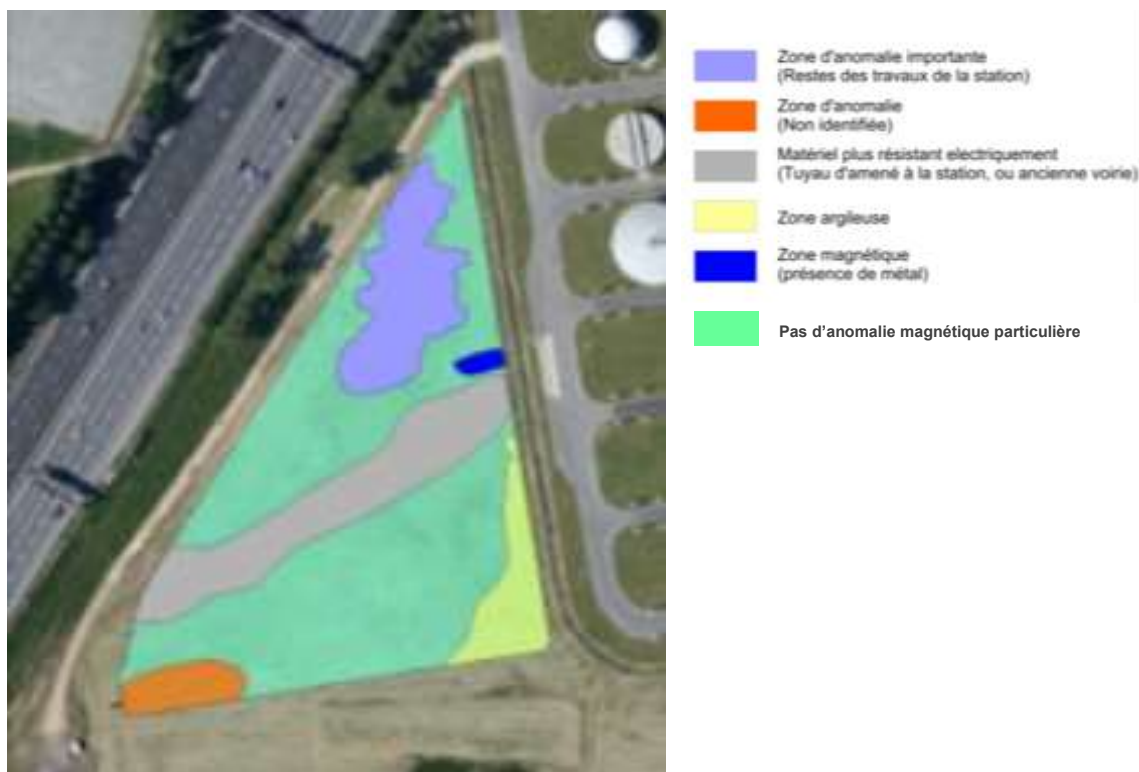 Zone d'anomalie importante
(Restes des travaux de la station)
Zone d'anomalie
(Non identifiée)
Matériel plus résistant electriquement
(Tuyau d'amené à la station, ou ancienne voirie)
Zone argileuse
Zone magnétique
(présence de métal)
Pas d'anomalie magnétique particulière